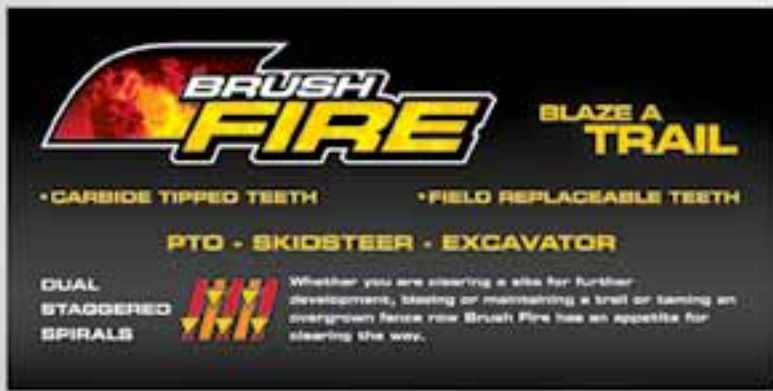 BRUSH
FIRE
BLAZE A
TRAIL
•CARBIDE TIPPED TEETH
•FIELD REPLACEABLE TEETH
PTO - SKIDSTEER - EXCAVATOR
DUAL
STAGGERED
SPIRALS
Whether you are clearing a site for further
development, blazing or maintaining a trail or taming an
overgrown fence row Brush Fire has an appetite for
clearing the way.